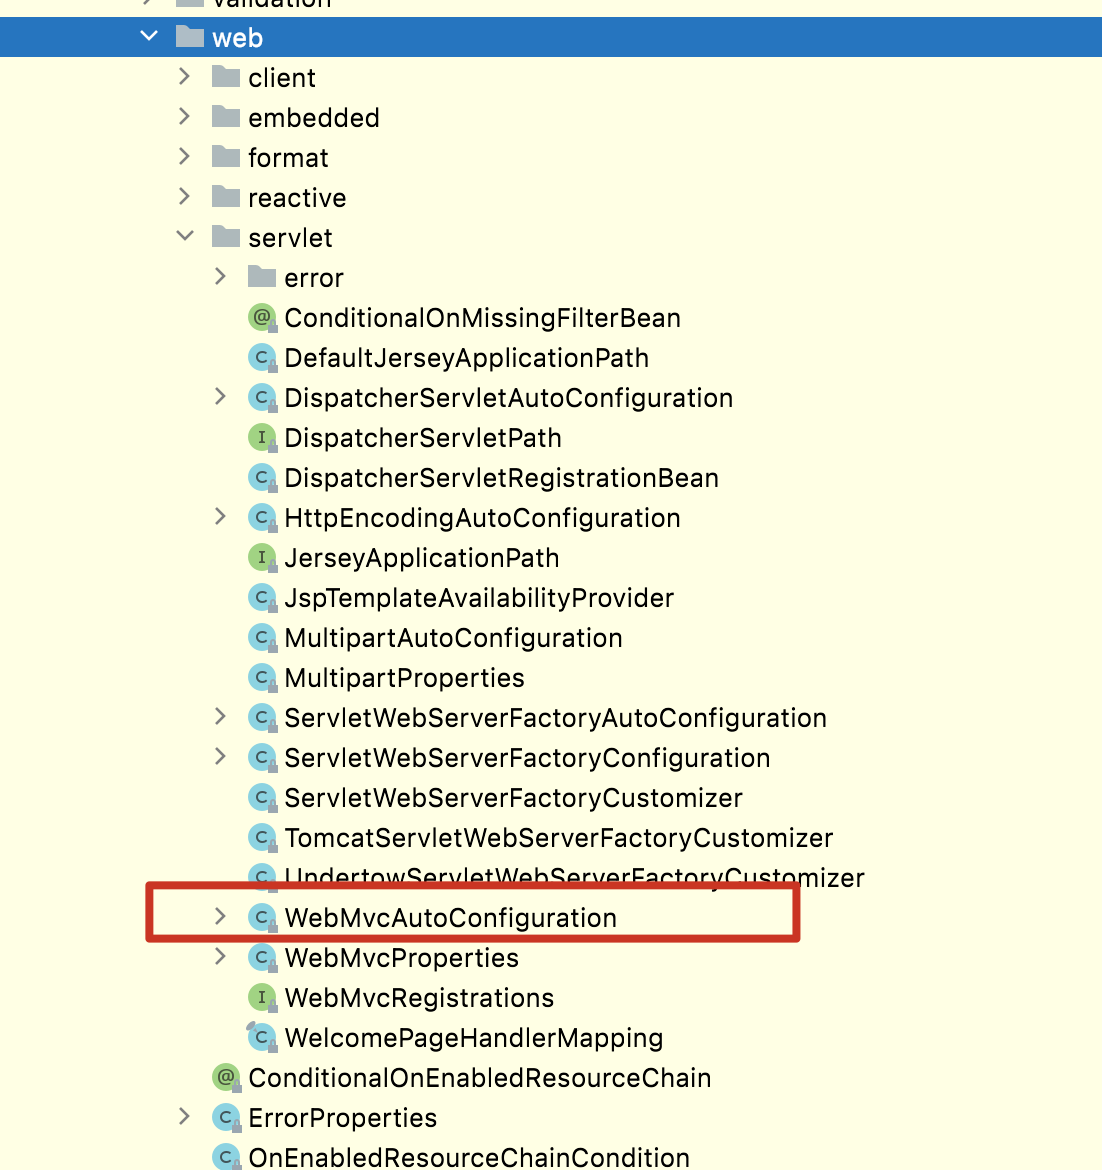 validation
web
client
embedded
format
reactive
servlet
error
ConditionalOnMissingFilterBean
DefaultJerseyApplicationPath
DispatcherServletAutoConfiguration
DispatcherServletPath
DispatcherServletRegistrationBean
HttpEncodingAutoConfiguration
JerseyApplicationPath
JspTemplateAvailabilityProvider
MultipartAutoConfiguration
MultipartProperties
ServletWebServerFactoryAutoConfiguration
ServletWebServerFactoryConfiguration
ServletWebServerFactoryCustomizer
TomcatServletWebServerFactoryCustomizer
UndertowServletWebServerFactoryCustomizer
WebMvcAutoConfiguration
WebMvcProperties
WebMvcRegistrations
WelcomePageHandlerMapping
ConditionalOnEnabledResourceChain
ErrorProperties
OnEnabledResourceChainCondition